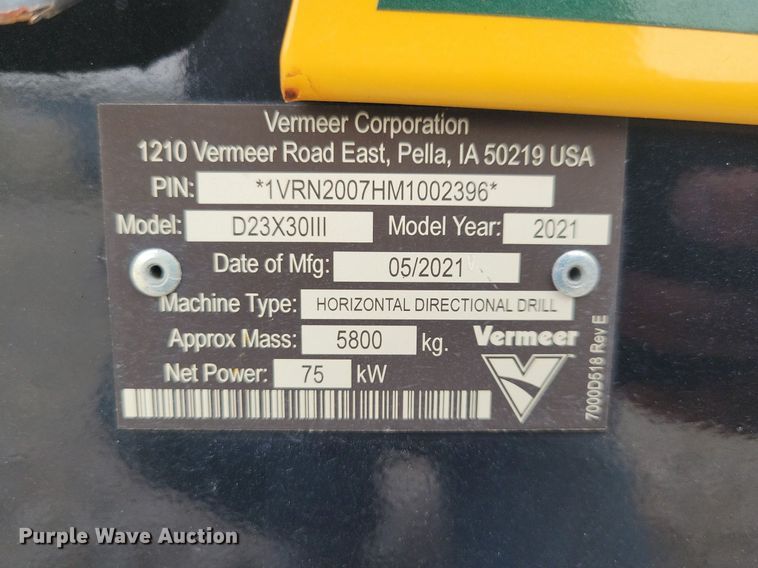 Vermeer Corporation
1210 Vermeer Road East, Pella, IA 50219 USA
PIN: *1VRN2007HM1002396*
Model: D23X30III Model Year: 2021
Date of Mfg: 05/2021
Machine Type: HORIZONTAL DIRECTIONAL DRILL
Approx Mass: 5800 kg.
Net Power: 75 kW
Vermeer
7000D518 Rev E
Purple Wave Auction